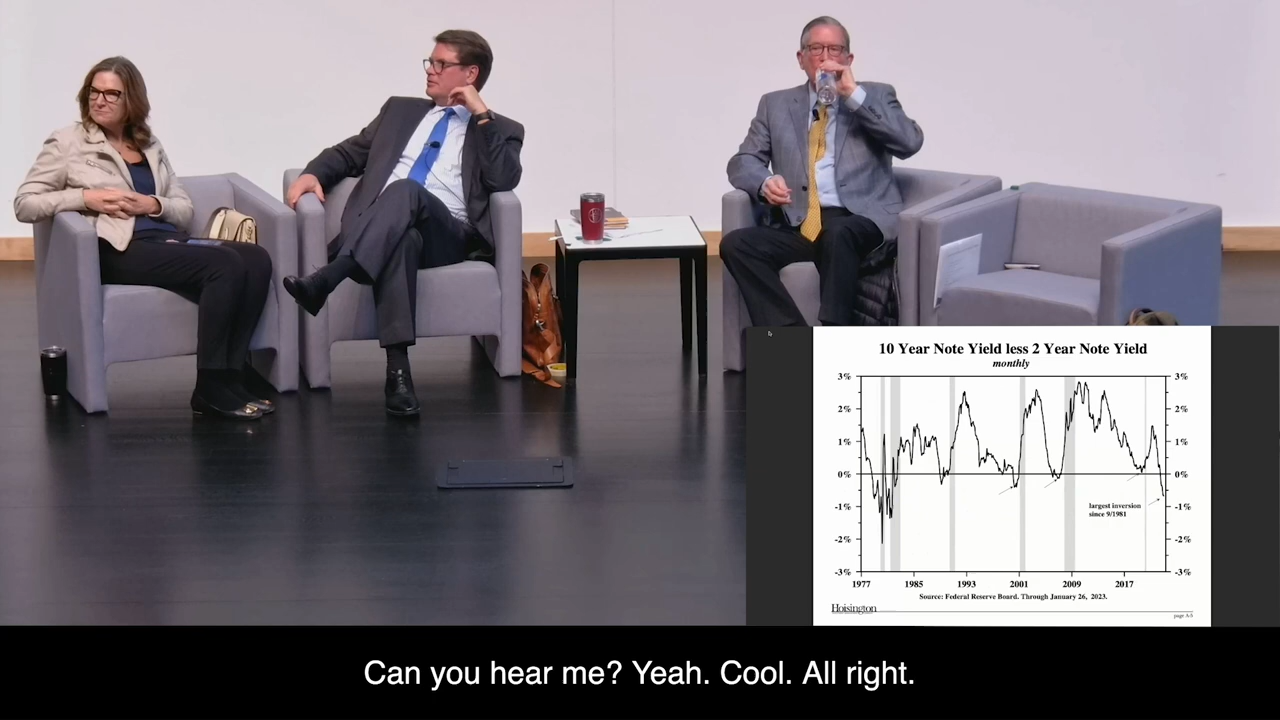 10 Year Note Yield less 2 Year Note Yield
monthly
3% 3%
2% 2%
1% 1%
0% 0%
-1% -1%
-2% -2%
-3% -3%
largest inversion
since 9/1981
1977 1985 1993 2001 2009 2017
Source: Federal Reserve Board. Through January 26, 2023.
Hoisington
page A-5
Can you hear me? Yeah. Cool. All right.